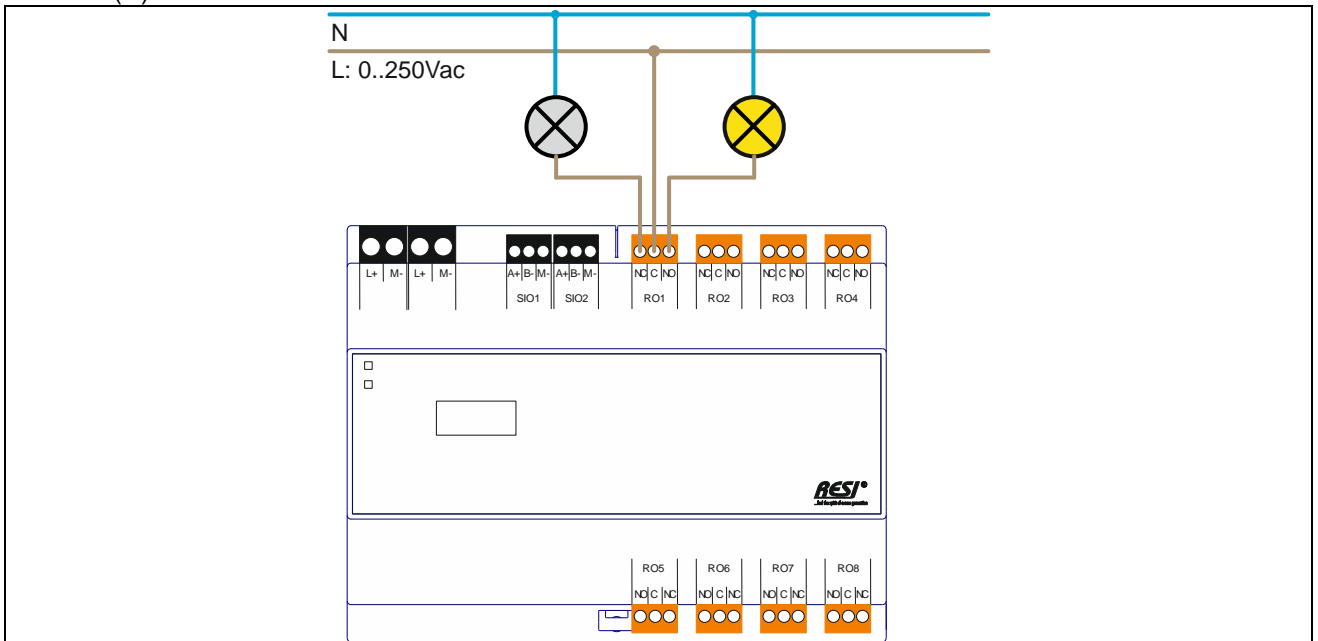 N
L: 0..250Vac
L+ M- L+ M- A+ B- M- A+ B- M- NC C NO NC C NO NC C NO NC C NO
SIO1 SIO2 RO1 RO2 RO3 RO4
RESI®
RO5 RO6 RO7 RO8
NO C NC NO C NC NO C NC NO C NC